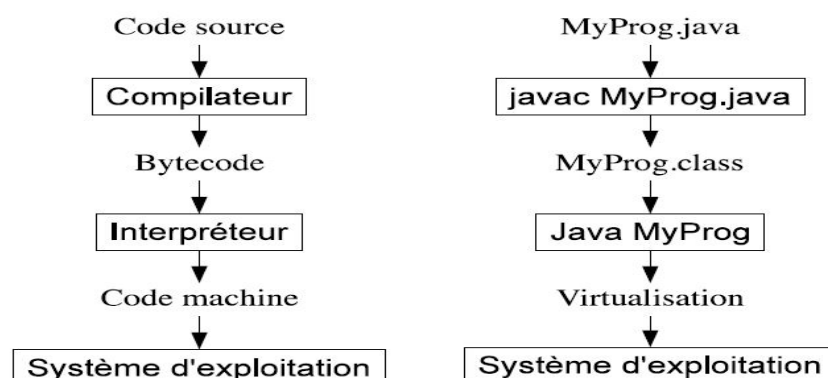 Code source
Compilateur
Bytecode
Interpréteur
Code machine
Système d'exploitation
MyProg.java
javac MyProg.java
MyProg.class
Java MyProg
Virtualisation
Système d'exploitation